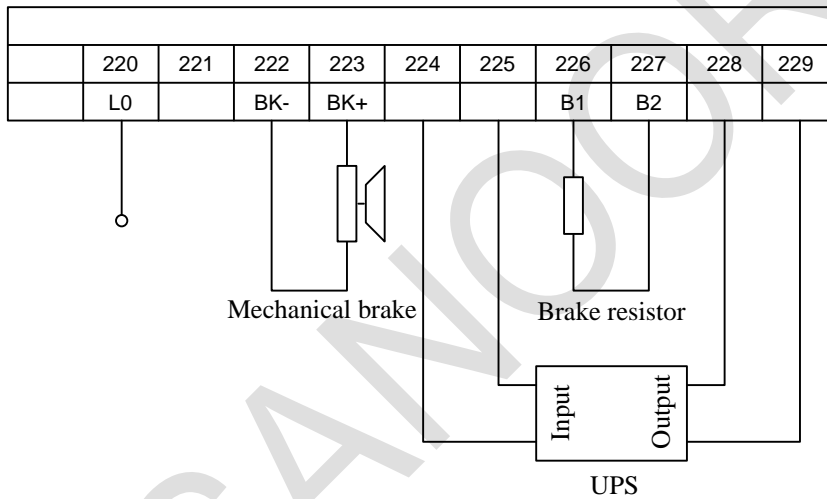 220 221 222 223 224 225 226 227 228 229
L0 BK- BK+ B1 B2
Mechanical brake Brake resistor
Input Output
UPS
SANOOR